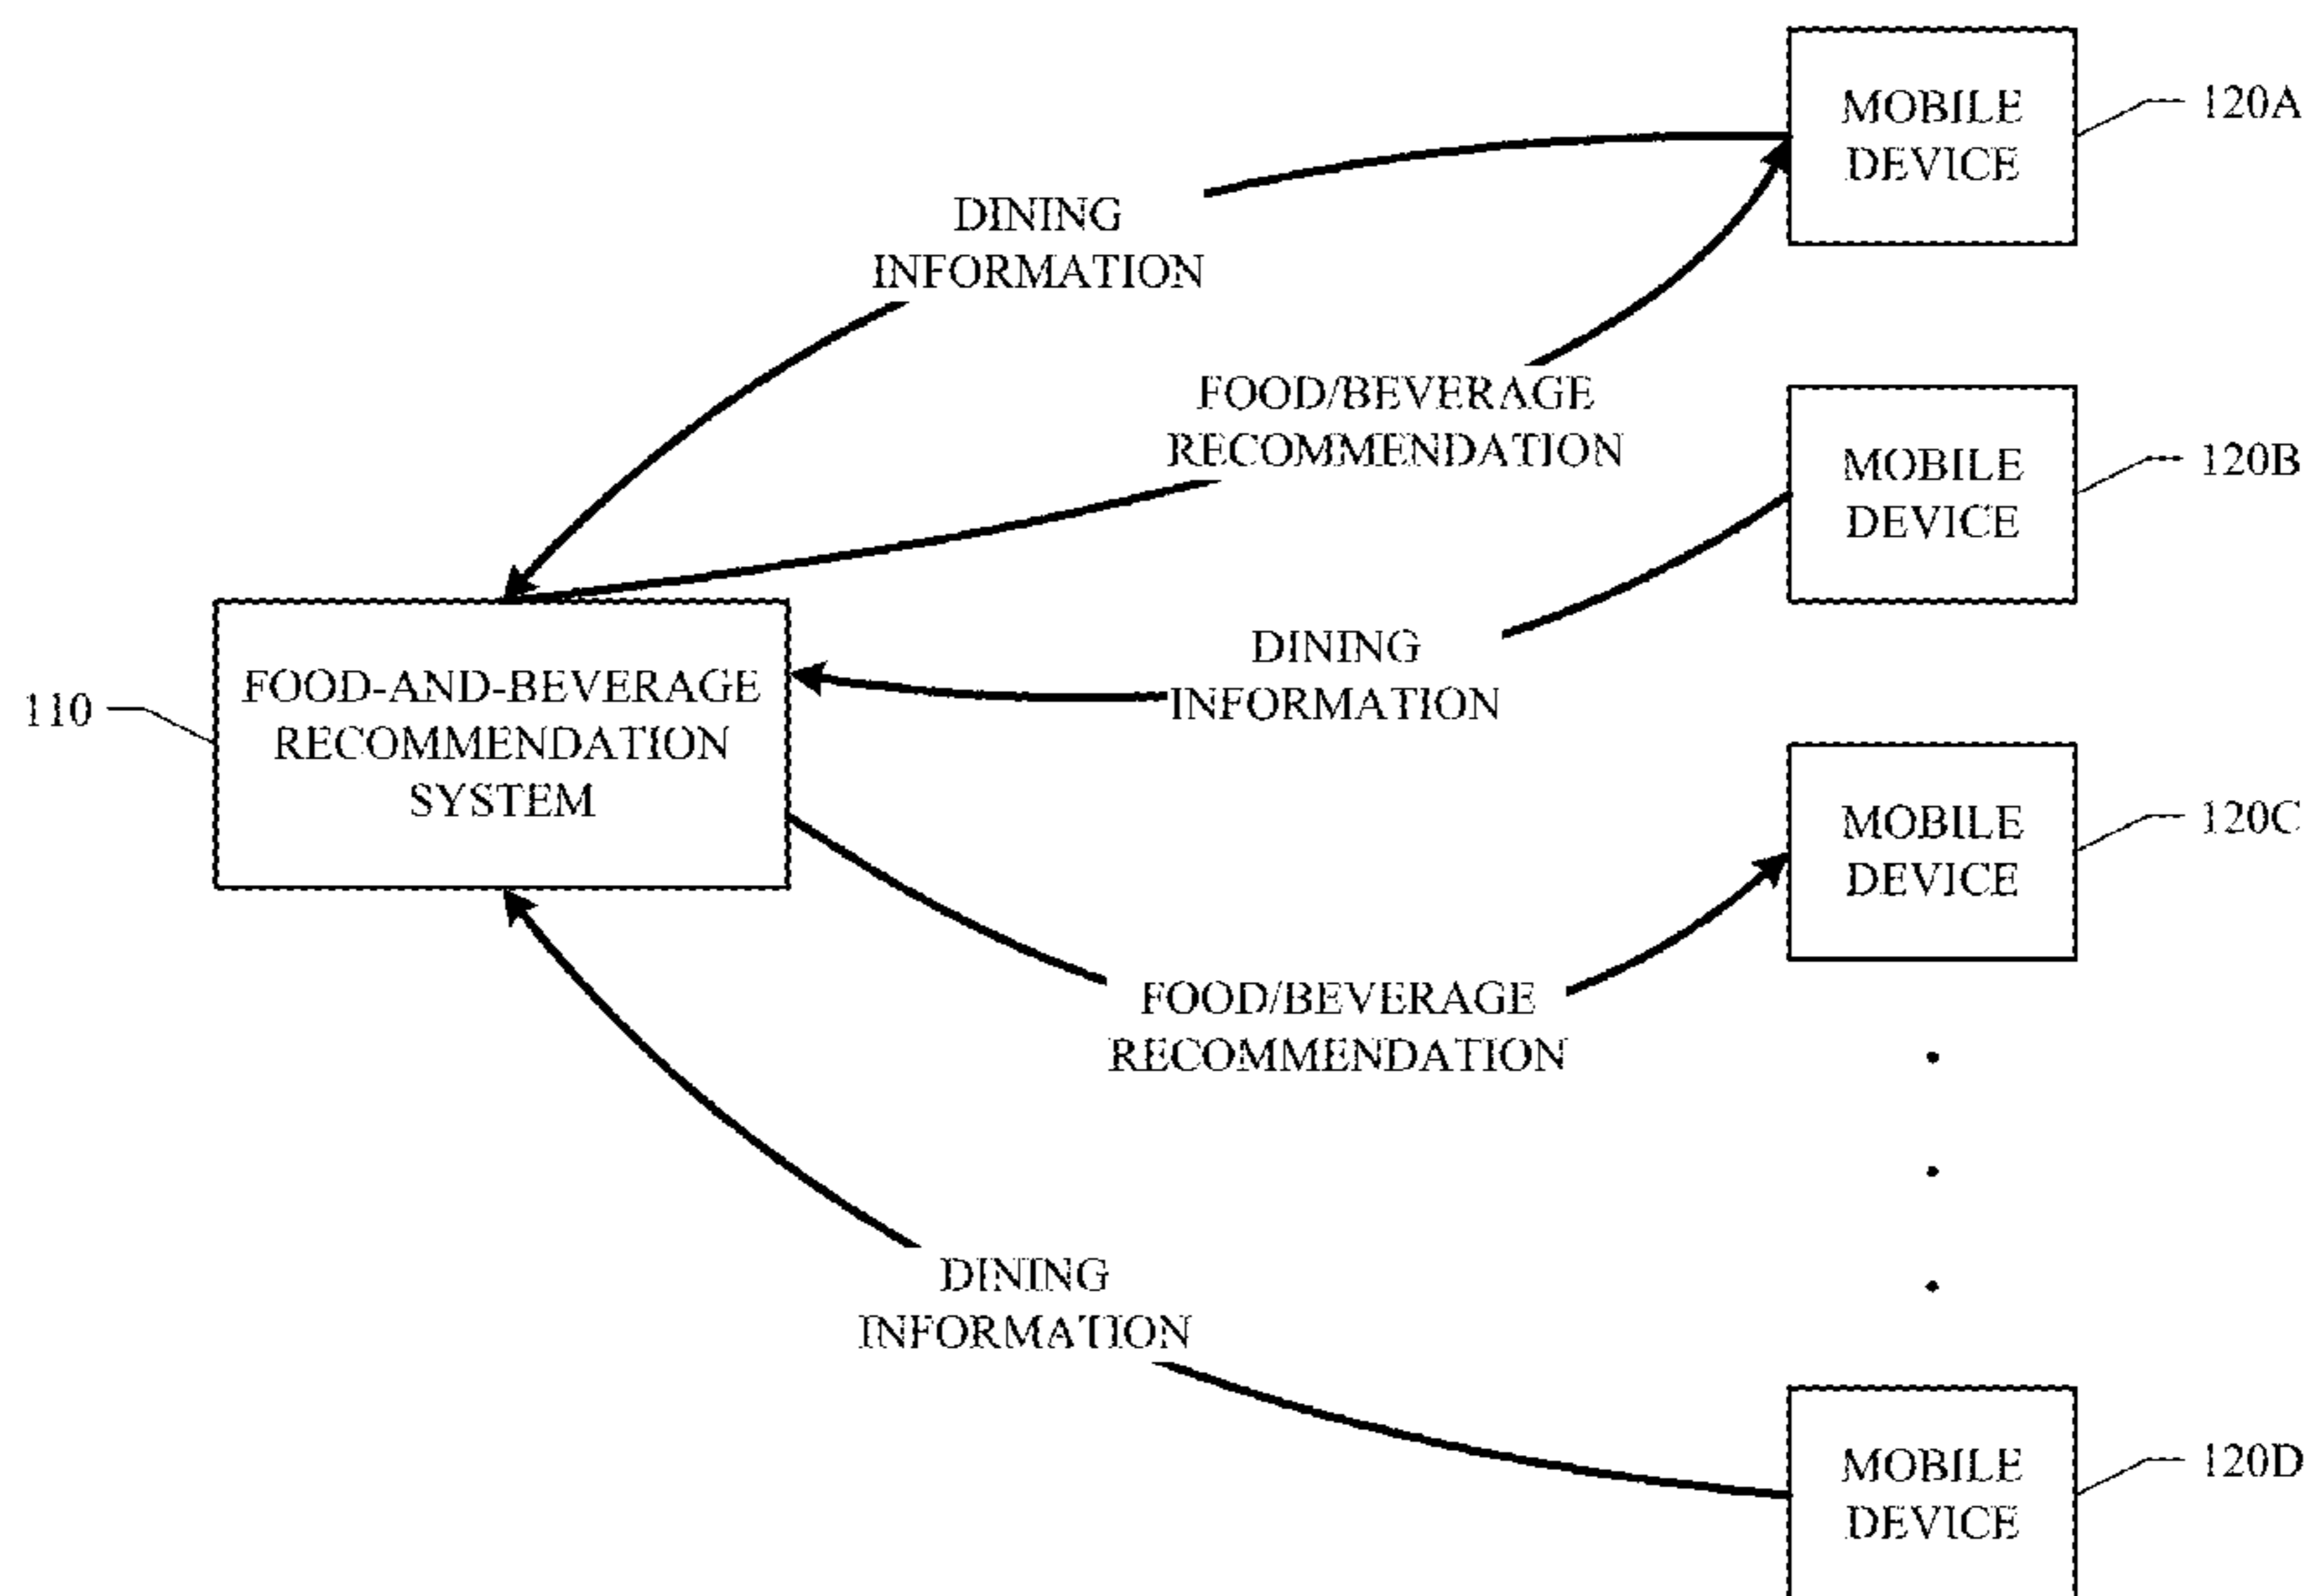 MOBILE
DEVICE
120A
DINING
INFORMATION
FOOD/BEVERAGE
RECOMMENDATION
MOBILE
DEVICE
120B
DINING
INFORMATION
110
FOOD-AND-BEVERAGE
RECOMMENDATION
SYSTEM
MOBILE
DEVICE
120C
FOOD/BEVERAGE
RECOMMENDATION
DINING
INFORMATION
MOBILE
DEVICE
120D